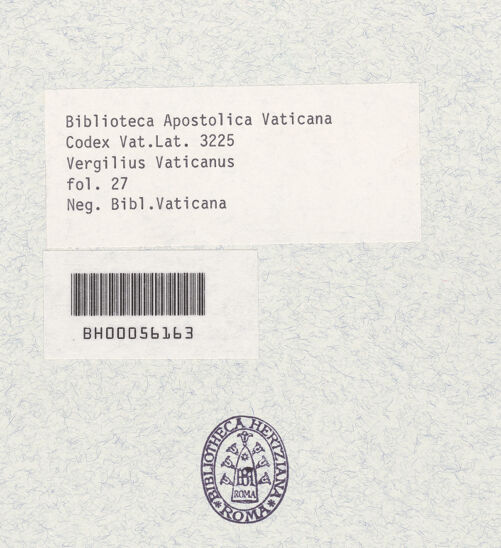 Biblioteca Apostolica Vaticana
Codex Vat.Lat. 3225
Vergilius Vaticanus
fol. 27
Neg. Bibl.Vaticana
BH00056163
BIBLIOTHECA HERTZIANA
BH
ROMA
ROMA